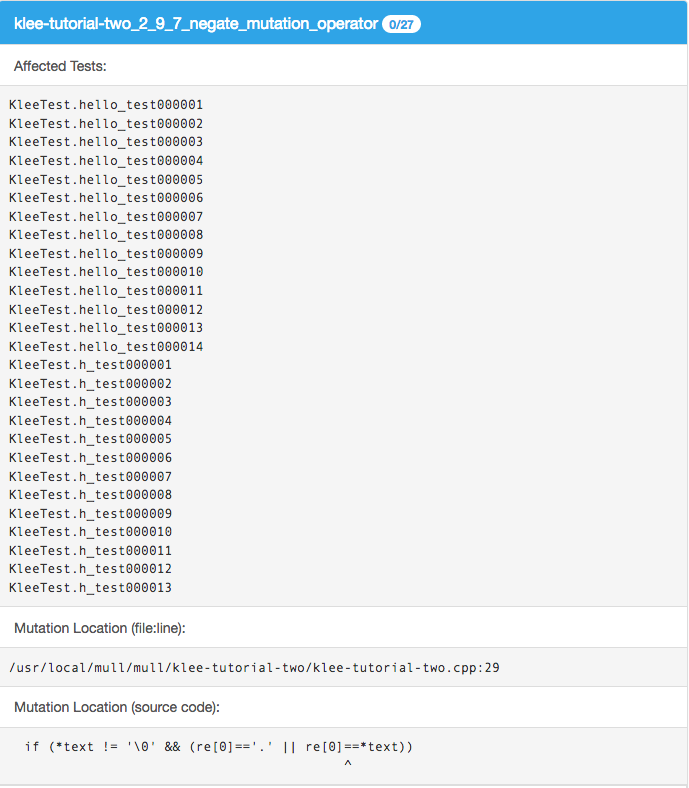 klee-tutorial-two_2_9_7_negate_mutation_operator 0/27
Affected Tests:
KleeTest.hello_test000001
KleeTest.hello_test000002
KleeTest.hello_test000003
KleeTest.hello_test000004
KleeTest.hello_test000005
KleeTest.hello_test000006
KleeTest.hello_test000007
KleeTest.hello_test000008
KleeTest.hello_test000009
KleeTest.hello_test000010
KleeTest.hello_test000011
KleeTest.hello_test000012
KleeTest.hello_test000013
KleeTest.hello_test000014
KleeTest.h_test000001
KleeTest.h_test000002
KleeTest.h_test000003
KleeTest.h_test000004
KleeTest.h_test000005
KleeTest.h_test000006
KleeTest.h_test000007
KleeTest.h_test000008
KleeTest.h_test000009
KleeTest.h_test000010
KleeTest.h_test000011
KleeTest.h_test000012
KleeTest.h_test000013
Mutation Location (file:line):
/usr/local/mull/mull/klee-tutorial-two/klee-tutorial-two.cpp:29
Mutation Location (source code):
if (*text != '\0' && (re[0]=='.' || re[0]==*text))
^